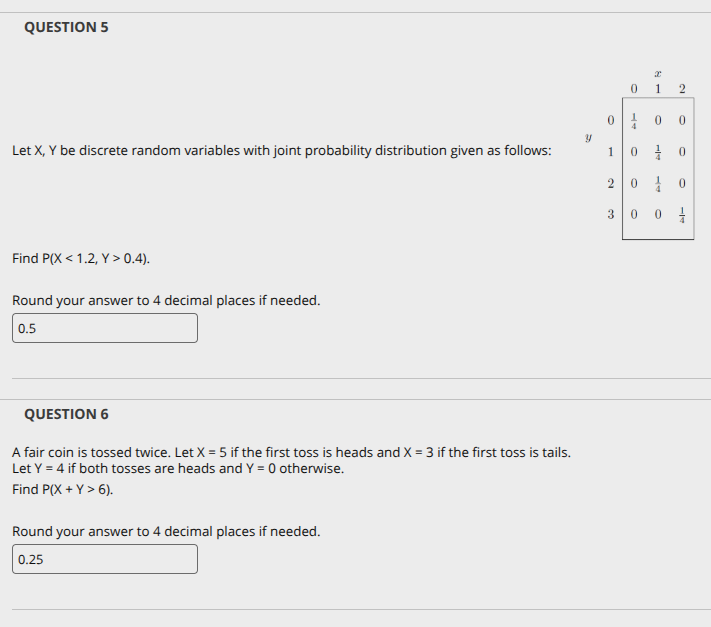 QUESTION 5
x
0 1 2
0 1/4 0 0
y
Let X, Y be discrete random variables with joint probability distribution given as follows:
1 0 1/4 0
2 0 1/4 0
3 0 0 1/4
Find P(X < 1.2, Y > 0.4).
Round your answer to 4 decimal places if needed.
0.5
QUESTION 6
A fair coin is tossed twice. Let X = 5 if the first toss is heads and X = 3 if the first toss is tails.
Let Y = 4 if both tosses are heads and Y = 0 otherwise.
Find P(X + Y > 6).
Round your answer to 4 decimal places if needed.
0.25